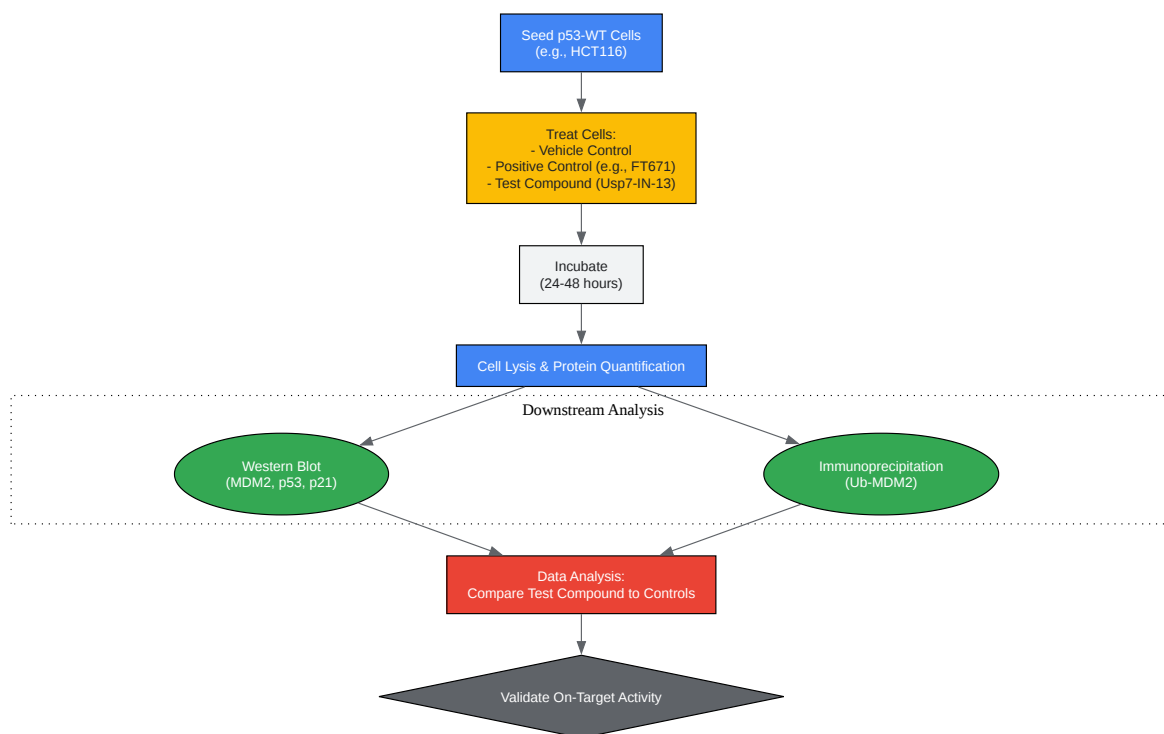 Seed p53-WT Cells
(e.g., HCT116)
Treat Cells:
- Vehicle Control
- Positive Control (e.g., FT671)
- Test Compound (Usp7-IN-13)
Incubate
(24-48 hours)
Cell Lysis & Protein Quantification
Downstream Analysis
Western Blot
(MDM2, p53, p21)
Immunoprecipitation
(Ub-MDM2)
Data Analysis:
Compare Test Compound to Controls
Validate On-Target Activity